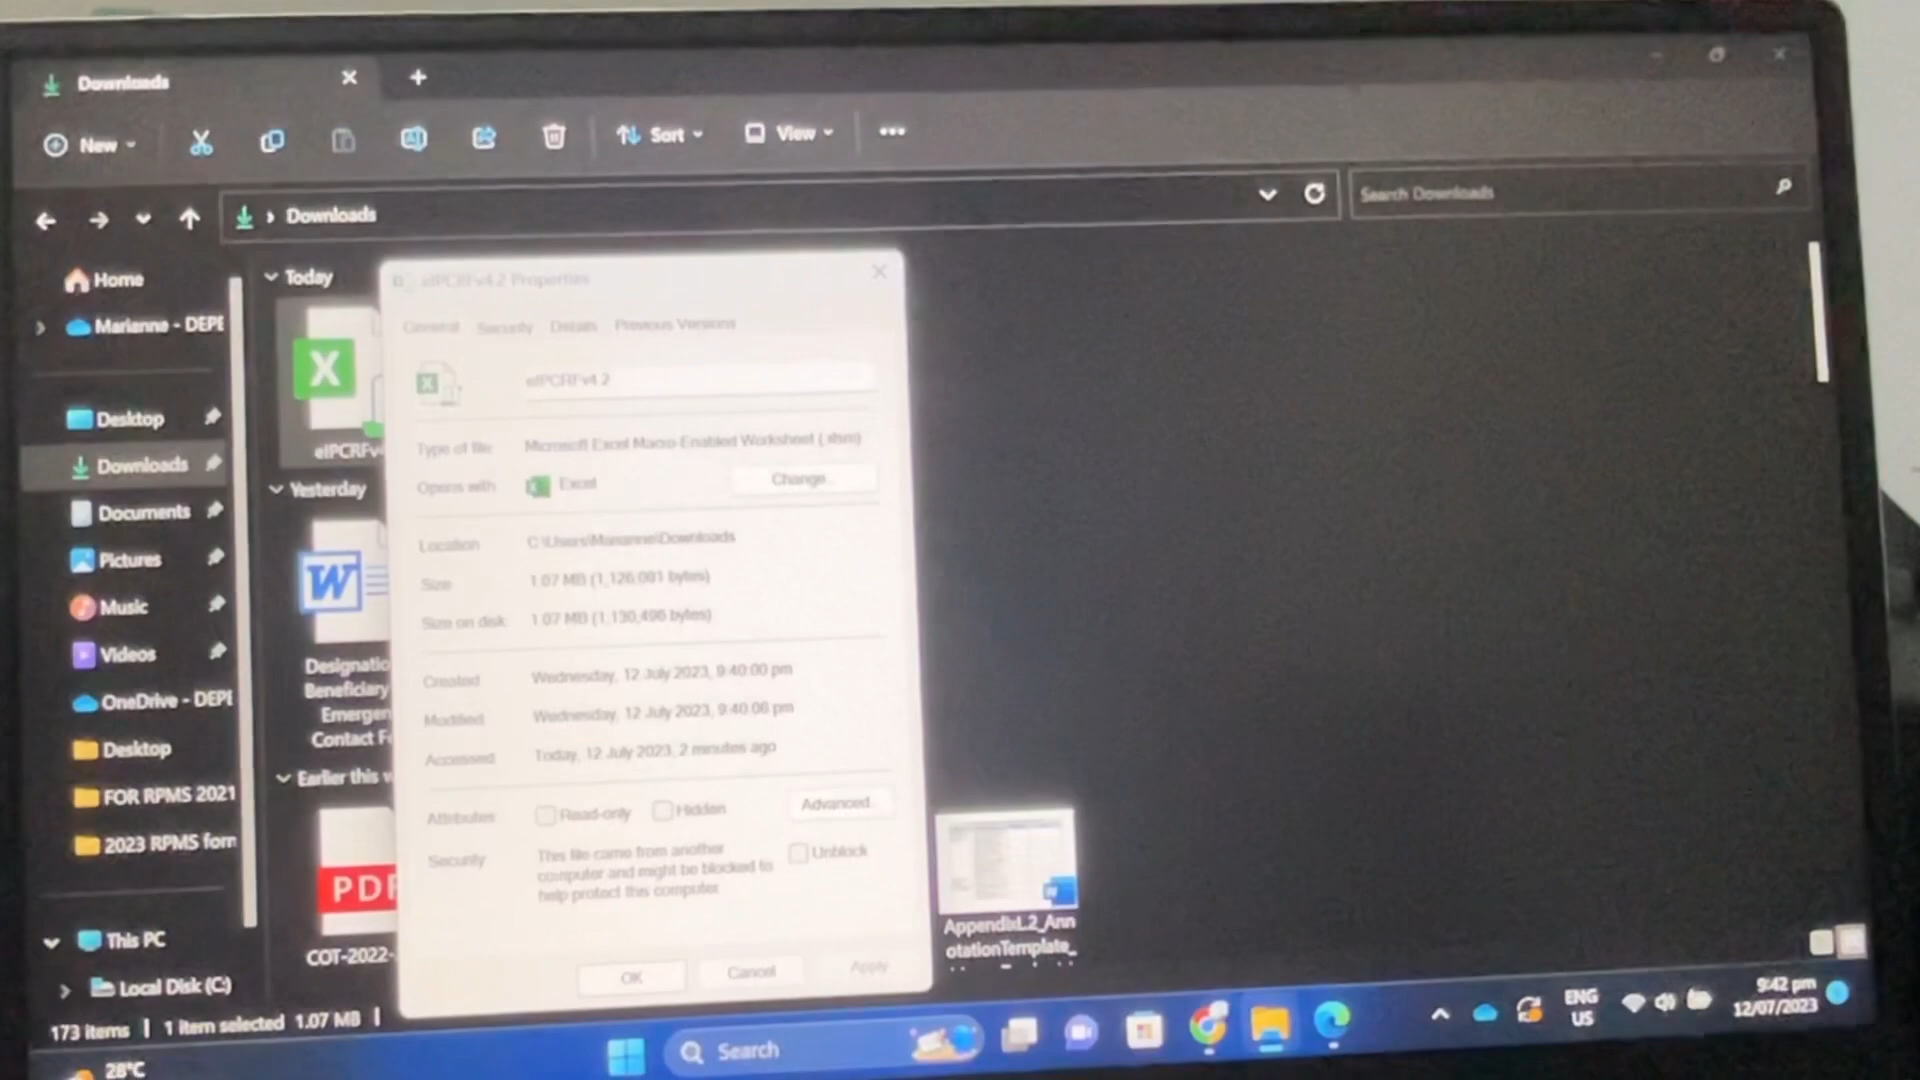 Downloads
New
Sort
View
Downloads
Search Downloads
Home
Marianna - DEPE
Desktop
Downloads
Documents
Pictures
Music
Videos
OneDrive - DEPE
Desktop
FOR RPMS 2021
2023 RPMS form
This PC
Local Disk (C:)
173 items | 1 item selected 1.07 MB |
Today
eIPCRFv
Yesterday
W
Designatio
Beneficiary
Emergen
Contact F
Earlier this w
PDF
COT-2022-
eIPCRFv4.2 Properties
General Security Details Previous Versions
eIPCRFv4.2
Type of file: Microsoft Excel Macro-Enabled Worksheet (.xlsm)
Opens with: Excel Change...
Location: C:\Users\Marianne\Downloads
Size: 1.07 MB (1,126,081 bytes)
Size on disk: 1.07 MB (1,130,496 bytes)
Created: Wednesday, 12 July 2023, 9:40:00 pm
Modified: Wednesday, 12 July 2023, 9:40:06 pm
Accessed: Today, 12 July 2023, 2 minutes ago
Attributes: Read-only Hidden Advanced...
Security: This file came from another
computer and might be blocked to
help protect this computer.
Unblock
OK Cancel Apply
AppendixL.2_Ann
otationTemplate_
28°C
Search
ENG
US
9:42 pm
12/07/2023